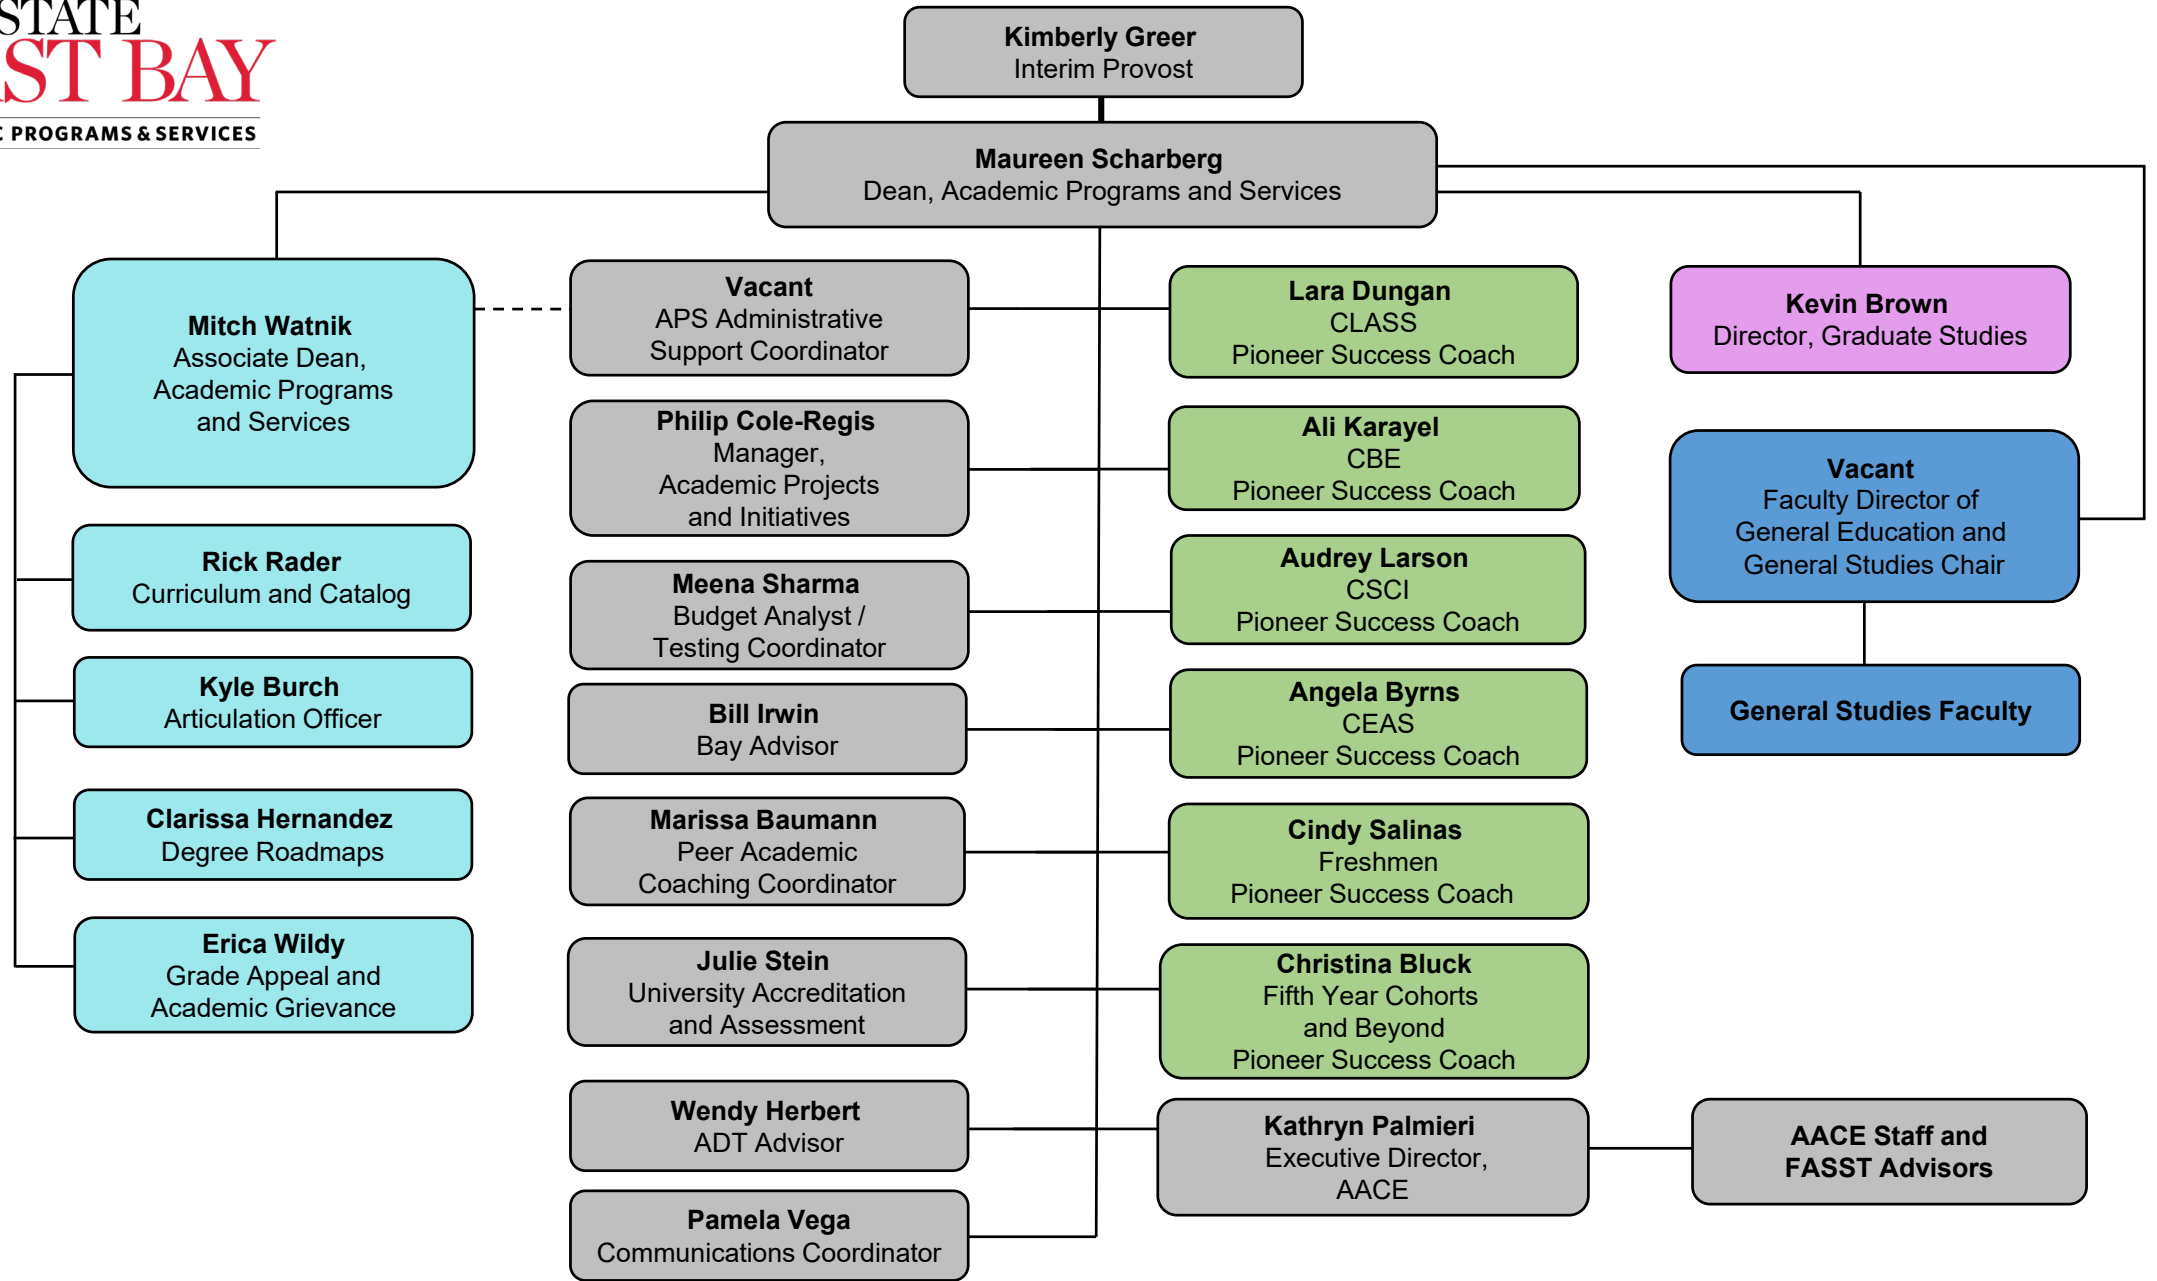 STATE
ST BAY
PROGRAMS & SERVICES
Kimberly Greer
Interim Provost
Maureen Scharberg
Dean, Academic Programs and Services
Mitch Watnik
Associate Dean,
Academic Programs
and Services
Rick Rader
Curriculum and Catalog
Kyle Burch
Articulation Officer
Clarissa Hernandez
Degree Roadmaps
Erica Wildy
Grade Appeal and
Academic Grievance
Vacant
APS Administrative
Support Coordinator
Philip Cole-Regis
Manager,
Academic Projects
and Initiatives
Meena Sharma
Budget Analyst /
Testing Coordinator
Bill Irwin
Bay Advisor
Marissa Baumann
Peer Academic
Coaching Coordinator
Julie Stein
University Accreditation
and Assessment
Wendy Herbert
ADT Advisor
Pamela Vega
Communications Coordinator
Lara Dungan
CLASS
Pioneer Success Coach
Ali Karayel
CBE
Pioneer Success Coach
Audrey Larson
CSCI
Pioneer Success Coach
Angela Byrns
CEAS
Pioneer Success Coach
Cindy Salinas
Freshmen
Pioneer Success Coach
Christina Bluck
Fifth Year Cohorts
and Beyond
Pioneer Success Coach
Kathryn Palmieri
Executive Director,
AACE
Kevin Brown
Director, Graduate Studies
Vacant
Faculty Director of
General Education and
General Studies Chair
General Studies Faculty
AACE Staff and
FASST Advisors